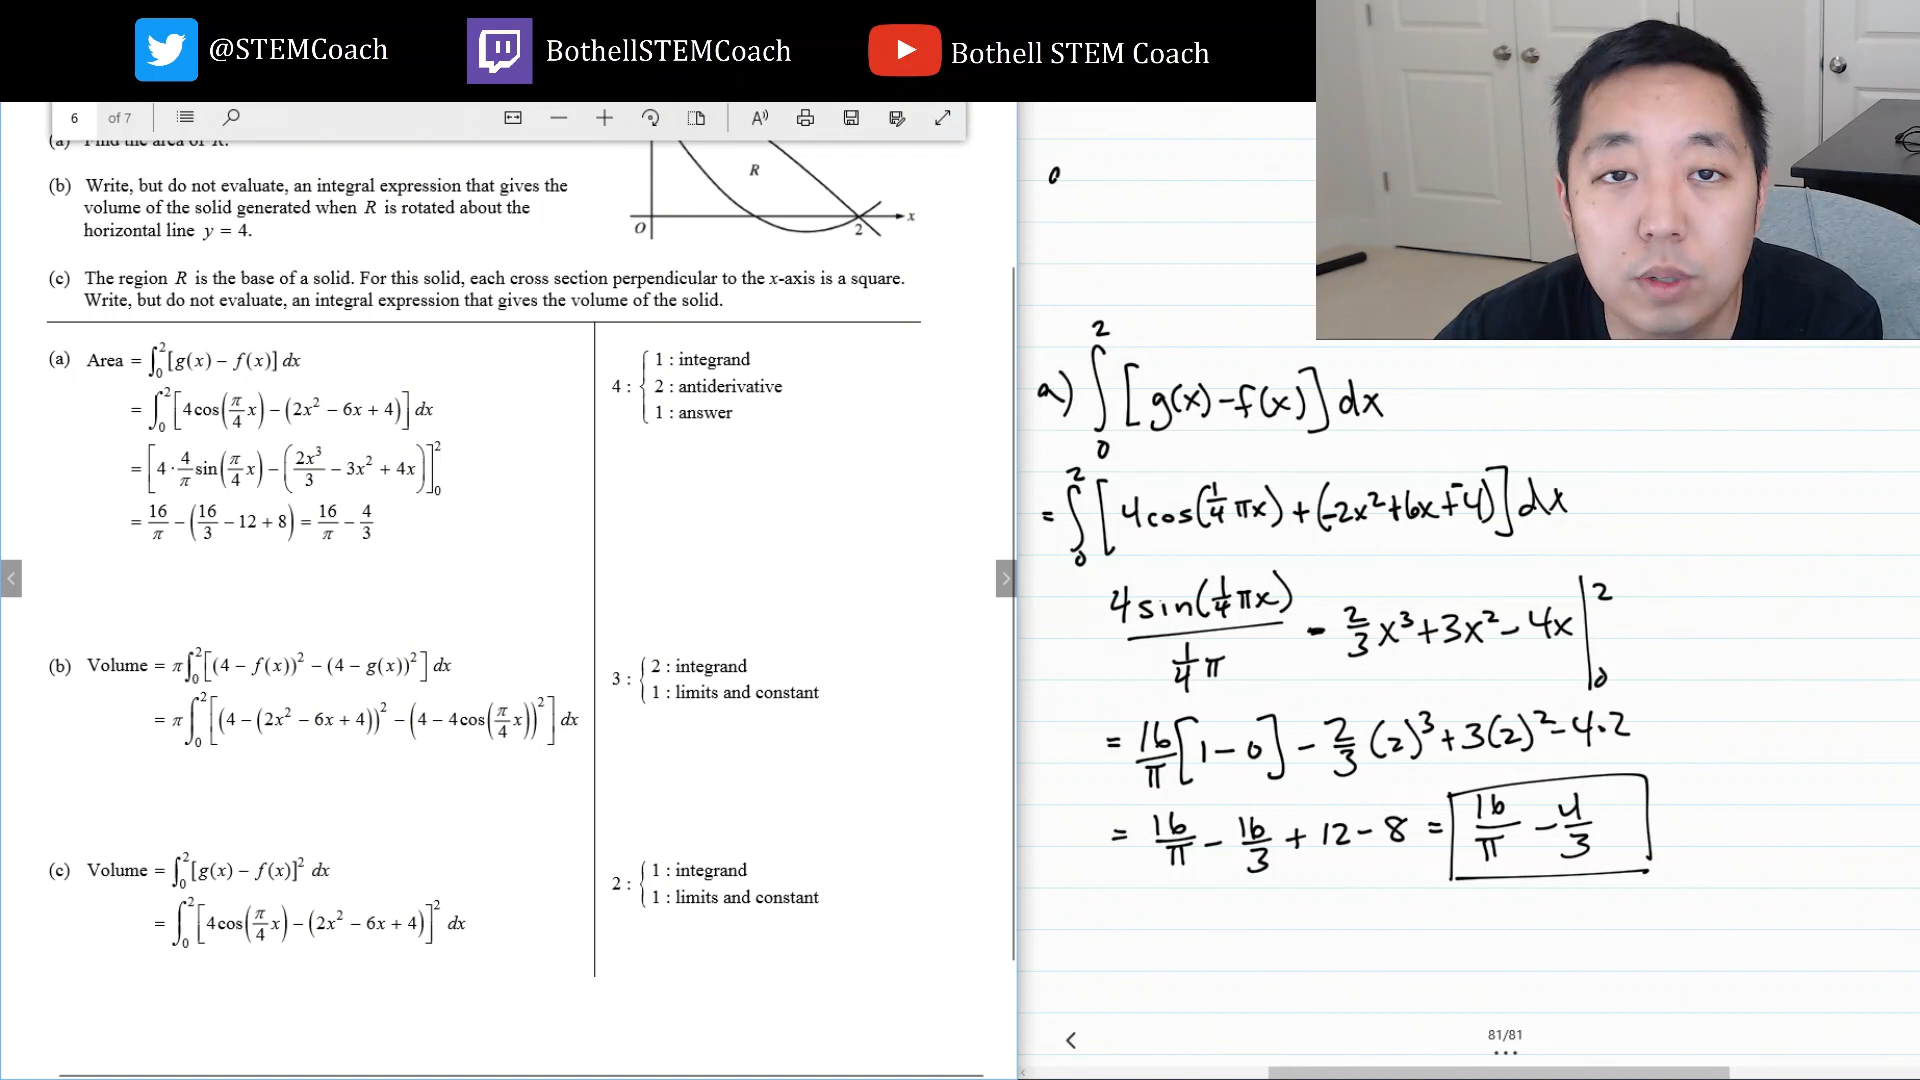 @STEMCoach BothellSTEMCoach Bothell STEM Coach
6 of 7
(a) Find the area of R.
(b) Write, but do not evaluate, an integral expression that gives the
volume of the solid generated when R is rotated about the
horizontal line y = 4.
R
O 2 x
(c) The region R is the base of a solid. For this solid, each cross section perpendicular to the x-axis is a square.
Write, but do not evaluate, an integral expression that gives the volume of the solid.
(a) Area = ∫₀² [g(x) − f(x)] dx
= ∫₀² [4cos(π/4 x) − (2x² − 6x + 4)] dx
= [4 · 4/π sin(π/4 x) − (2x³/3 − 3x² + 4x)]₀²
= 16/π − (16/3 − 12 + 8) = 16/π − 4/3
4 : { 1 : integrand
2 : antiderivative
1 : answer
(b) Volume = π∫₀² [(4 − f(x))² − (4 − g(x))²] dx
= π ∫₀² [(4 − (2x² − 6x + 4))² − (4 − 4cos(π/4 x))²] dx
3 : { 2 : integrand
1 : limits and constant
(c) Volume = ∫₀² [g(x) − f(x)]² dx
= ∫₀² [4cos(π/4 x) − (2x² − 6x + 4)]² dx
2 : { 1 : integrand
1 : limits and constant
a) ∫₀² [g(x) − f(x)] dx
= ∫₀² [4cos(1/4 πx) + (−2x² + 6x + −4)] dx
4sin(1/4 πx) / 1/4 π − 2/3 x³ + 3x² − 4x |₀²
= 16/π [1 − 0] − 2/3 (2)³ + 3(2)² − 4·2
= 16/π − 16/3 + 12 − 8 = 16/π − 4/3
81/81